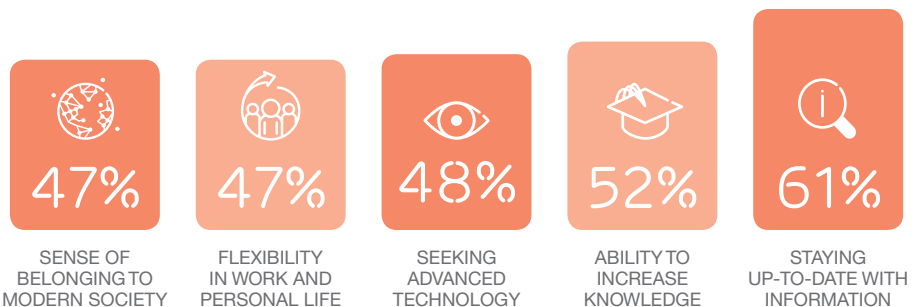 47%
SENSE OF
BELONGING TO
MODERN SOCIETY
47%
FLEXIBILITY
IN WORK AND
PERSONAL LIFE
48%
SEEKING
ADVANCED
TECHNOLOGY
52%
ABILITY TO
INCREASE
KNOWLEDGE
i
61%
STAYING
UP-TO-DATE WITH
INFORMATION